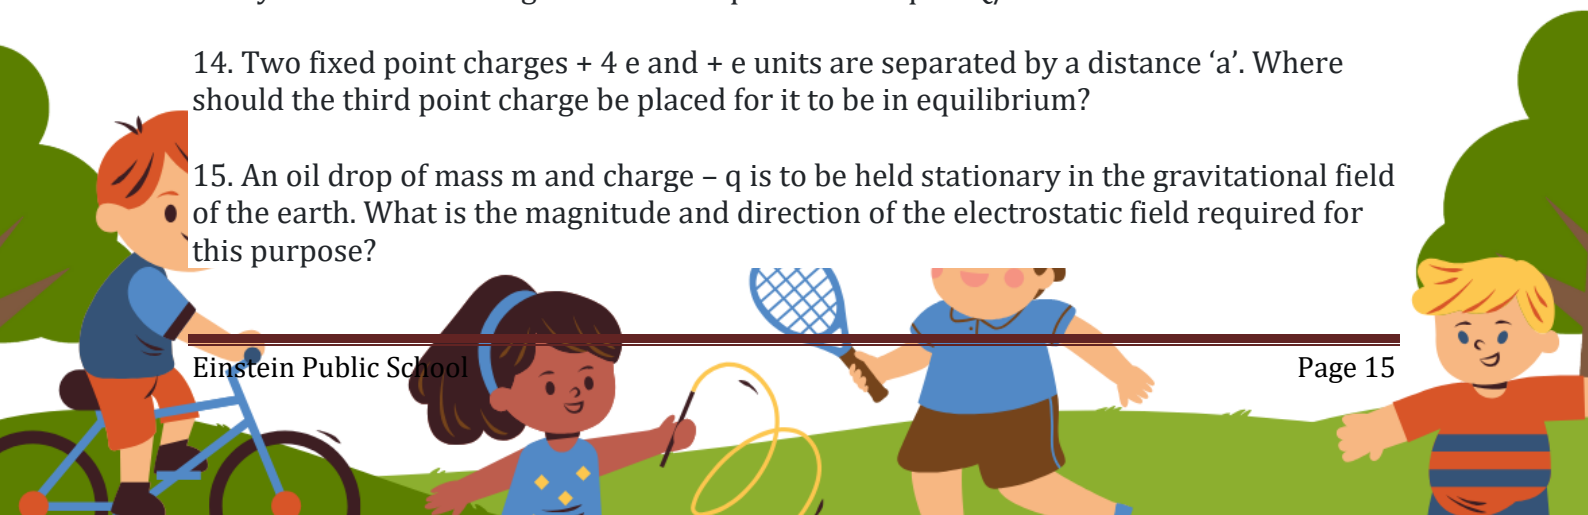 14. Two fixed point charges + 4 e and + e units are separated by a distance ‘a’. Where
should the third point charge be placed for it to be in equilibrium?
15. An oil drop of mass m and charge – q is to be held stationary in the gravitational field
of the earth. What is the magnitude and direction of the electrostatic field required for
this purpose?
Einstein Public School
Page 15